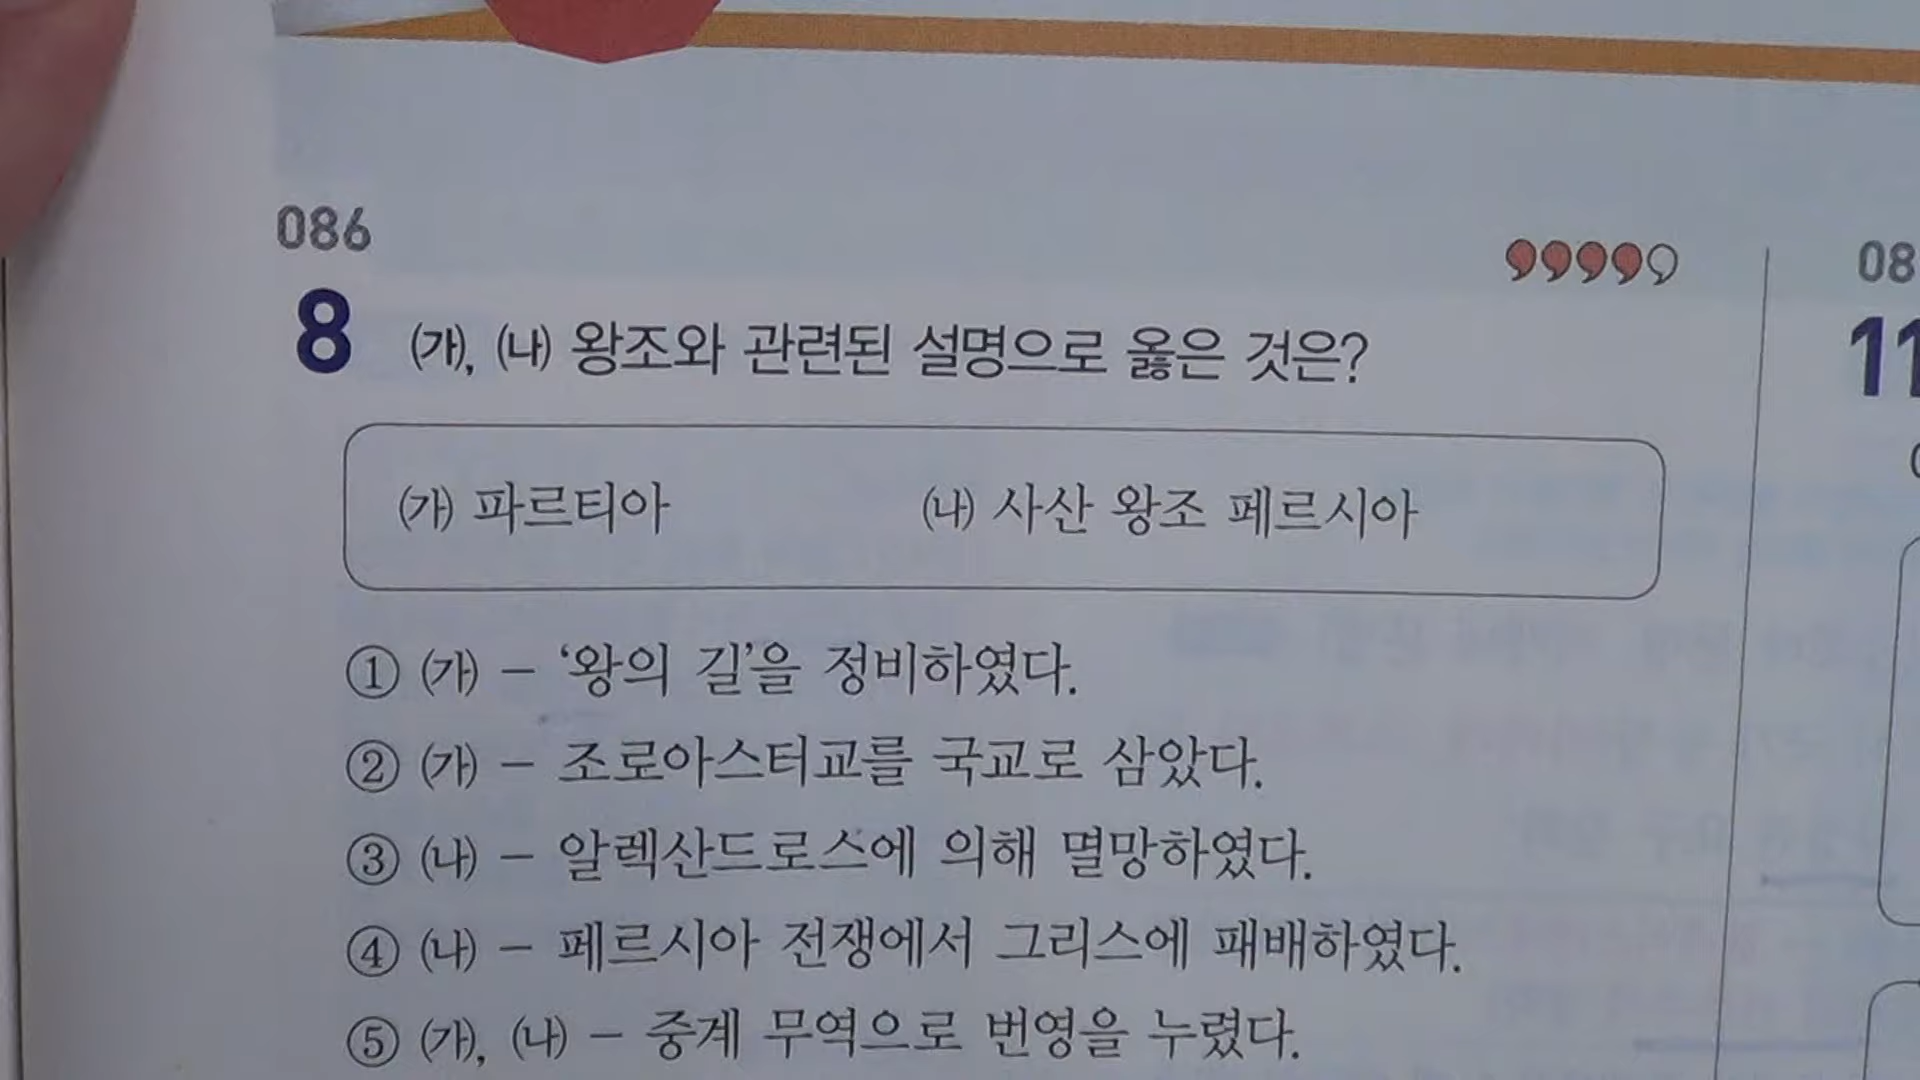 086
8 ㈎, ㈏ 왕조와 관련된 설명으로 옳은 것은?
㈎ 파르티아 ㈏ 사산 왕조 페르시아
① ㈎ – ‘왕의 길’을 정비하였다.
② ㈎ – 조로아스터교를 국교로 삼았다.
③ ㈏ – 알렉산드로스에 의해 멸망하였다.
④ ㈏ – 페르시아 전쟁에서 그리스에 패배하였다.
⑤ ㈎, ㈏ – 중계 무역으로 번영을 누렸다.
08
11